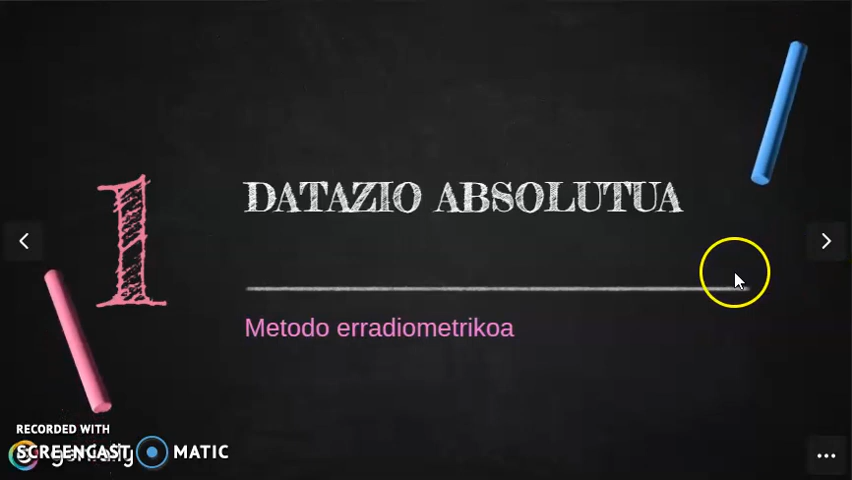 1
DATAZIO ABSOLUTUA
Metodo erradiometrikoa
RECORDED WITH
SCREENCAST MATIC